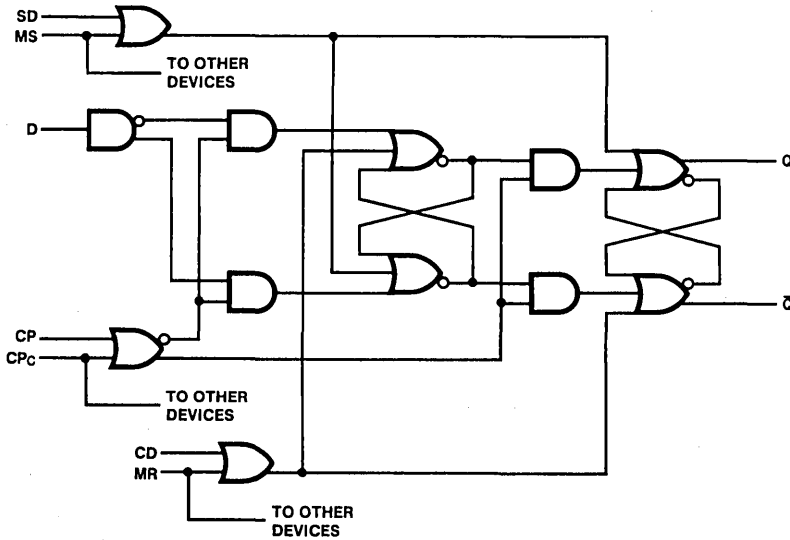 SD
MS
TO OTHER
DEVICES
D
Q
CP
CPC
Q̅
TO OTHER
DEVICES
CD
MR
TO OTHER
DEVICES